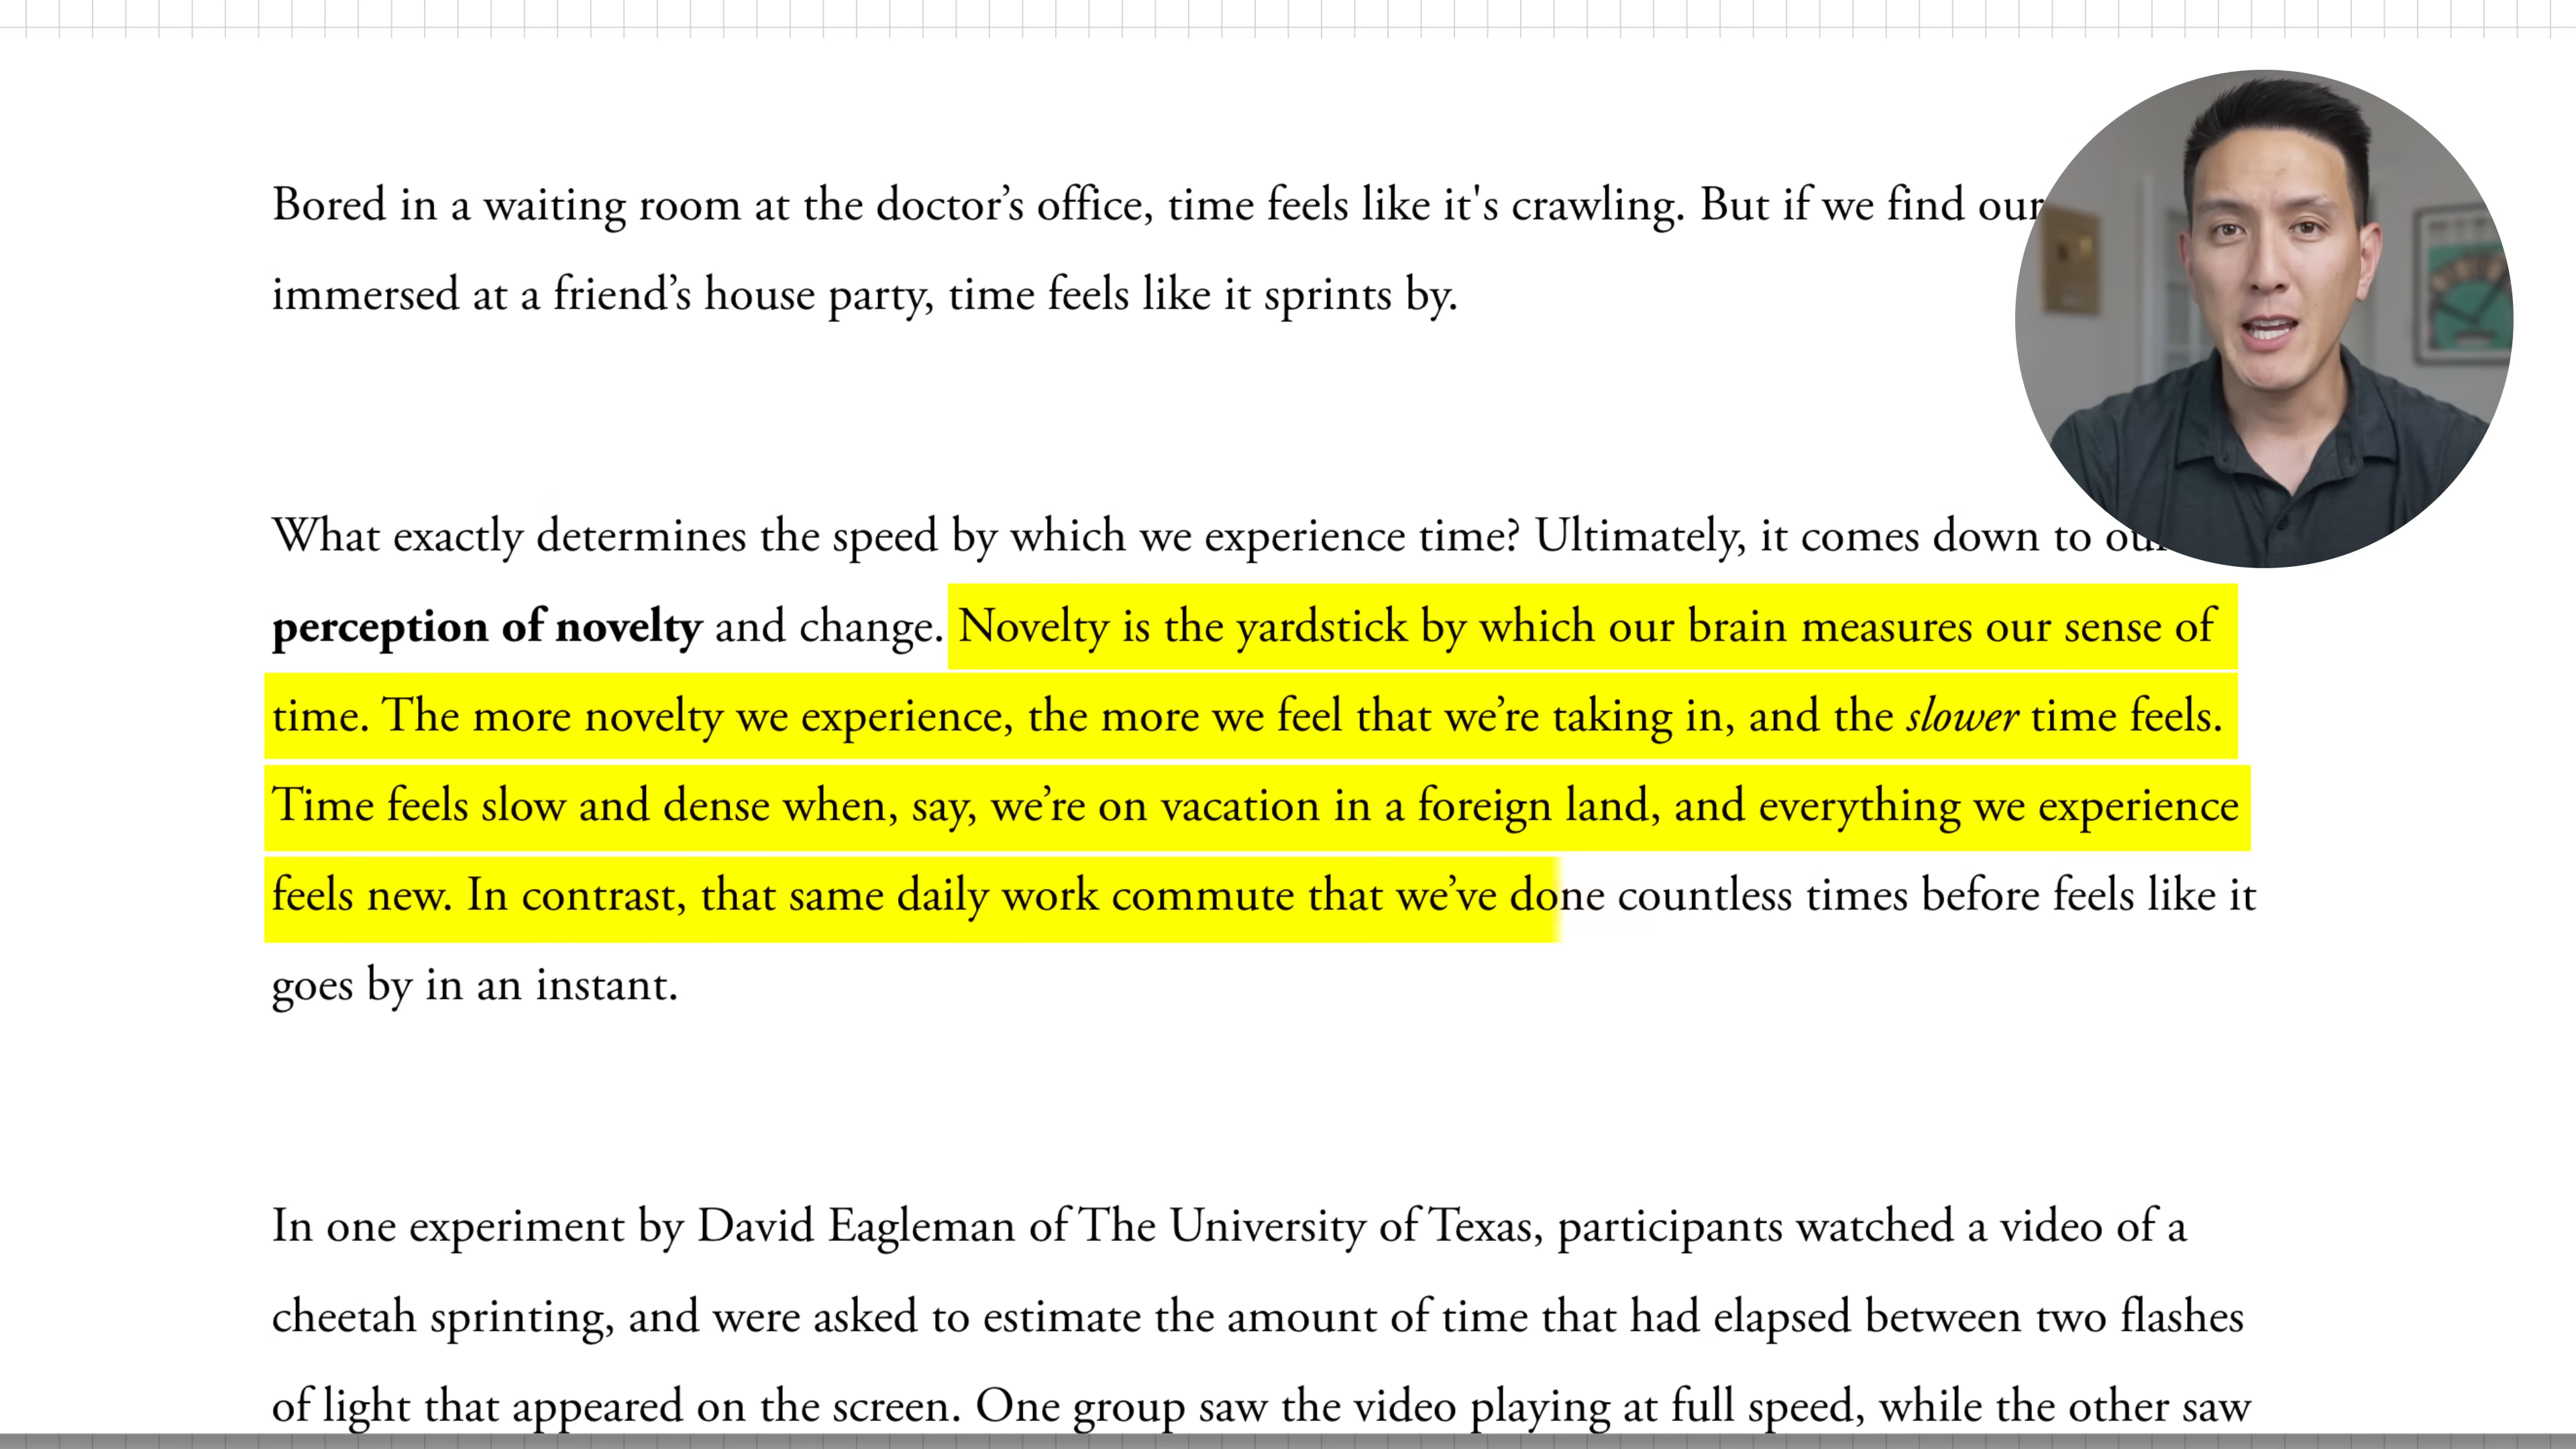 Bored in a waiting room at the doctor’s office, time feels like it's crawling. But if we find our
immersed at a friend’s house party, time feels like it sprints by.
What exactly determines the speed by which we experience time? Ultimately, it comes down to
perception of novelty and change. Novelty is the yardstick by which our brain measures our sense of
time. The more novelty we experience, the more we feel that we’re taking in, and the slower time feels.
Time feels slow and dense when, say, we’re on vacation in a foreign land, and everything we experience
feels new. In contrast, that same daily work commute that we’ve done countless times before feels like it
goes by in an instant.
In one experiment by David Eagleman of The University of Texas, participants watched a video of a
cheetah sprinting, and were asked to estimate the amount of time that had elapsed between two flashes
of light that appeared on the screen. One group saw the video playing at full speed, while the other saw